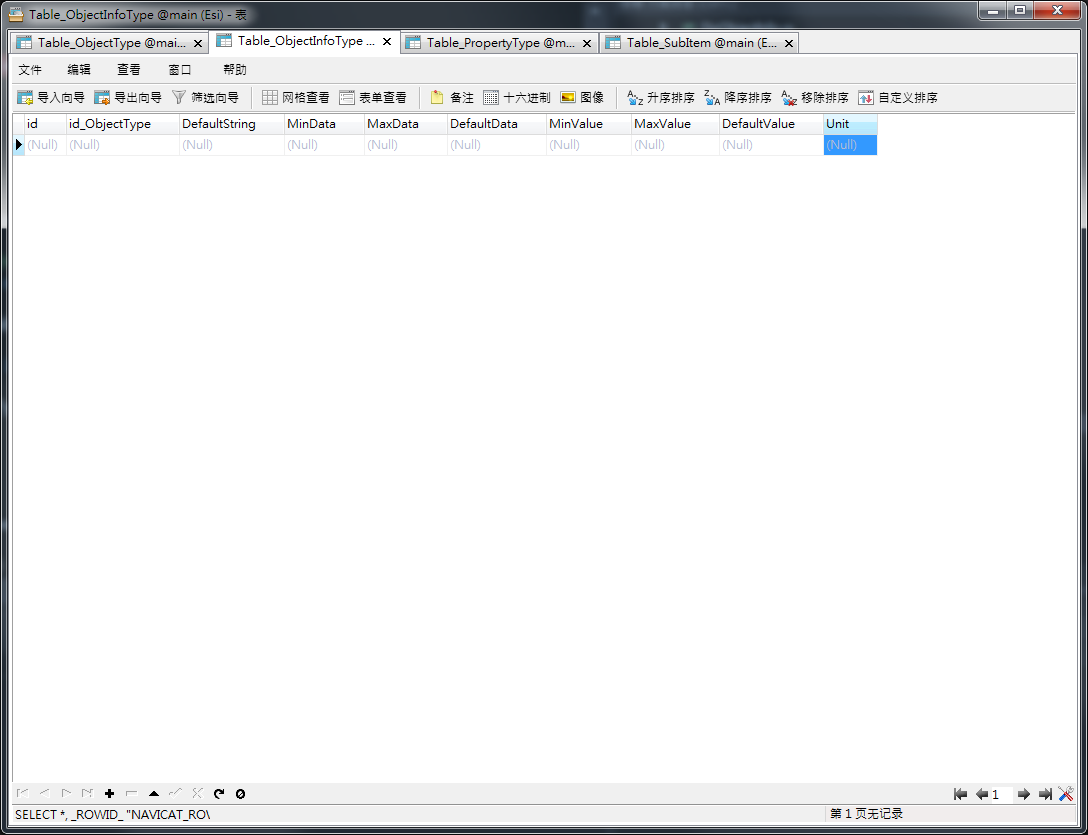 Table_ObjectInfoType @main (Esi) - 表
Table_ObjectType @mai... Table_ObjectInfoType ... Table_PropertyType @m... Table_SubItem @main (E...
文件 编辑 查看 窗口 帮助
导入向导 导出向导 筛选向导 网格查看 表单查看 备注 十六进制 图像 升序排序 降序排序 移除排序 自定义排序
id id_ObjectType DefaultString MinData MaxData DefaultData MinValue MaxValue DefaultValue Unit
(Null) (Null) (Null) (Null) (Null) (Null) (Null) (Null) (Null) (Null)
1
SELECT *, _ROWID_ "NAVICAT_RO\ 第 1 页无记录